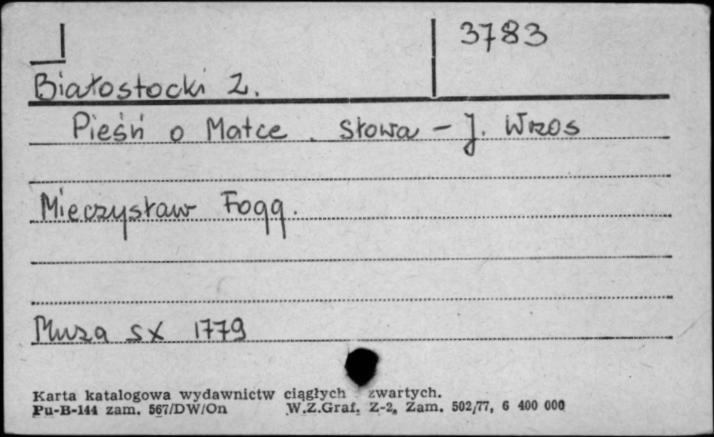 3783
Białostocki Z.
Pieśń o Matce. Słowa – J. Wrzos
Mieczysław Fogg.
Muza SX 1779
Karta katalogowa wydawnictw ciągłych zwartych.
Pu-B-144 zam. 567/DW/On W.Z.Graf. Z-2, Zam. 502/77, 6 400 000